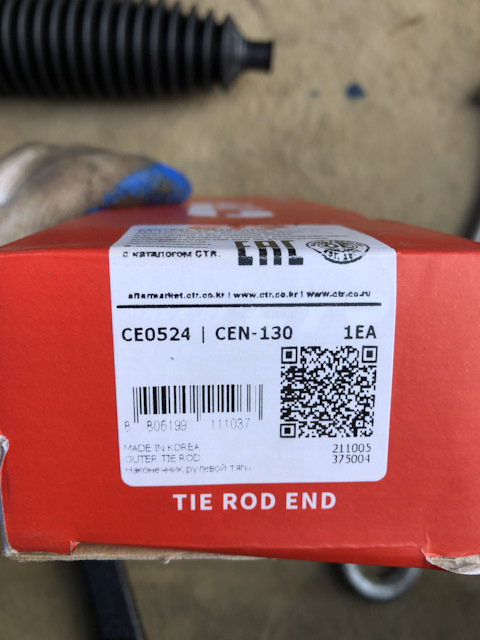 с каталогом CTR.
EAC
aftermarket.ctr.co.kr | www.ctr.co.kr | www.ctr.co.ru
CE0524 | CEN-130 1EA
8 806199 111037
MADE IN KOREA
OUTER TIE ROD
Наконечник рулевой тяги
211005
375004
TIE ROD END